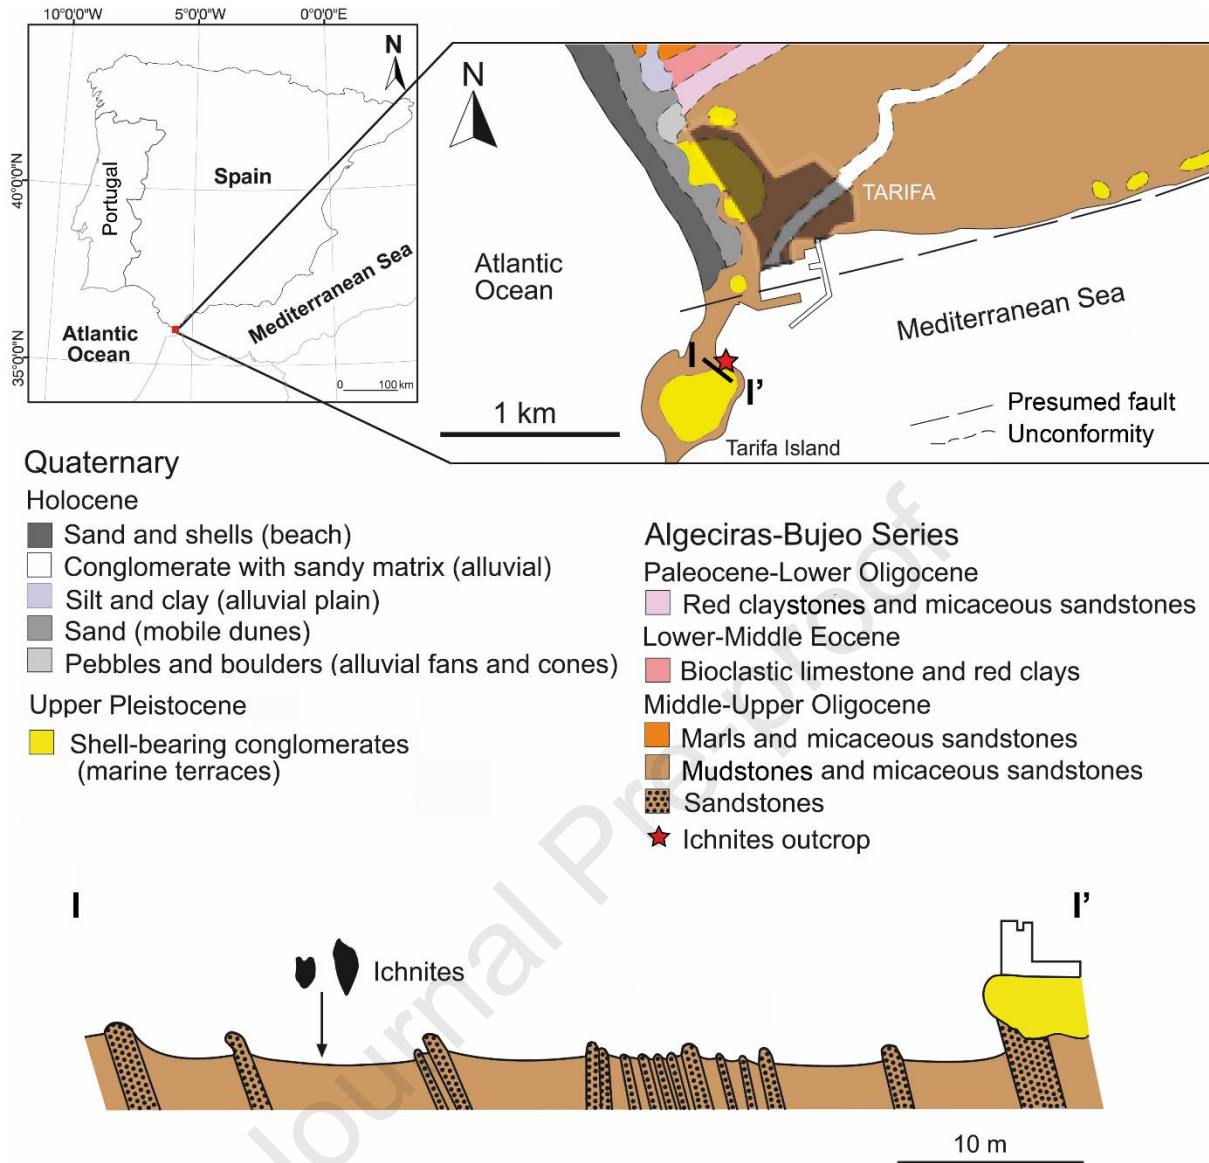 10°0'0"W
5°0'0"W
0°0'0"E
40°0'0"N
35°0'0"N
N
Portugal
Spain
Mediterranean Sea
Atlantic
Ocean
0 100 km
N
TARIFA
Atlantic
Ocean
Mediterranean Sea
I
I'
1 km
Tarifa Island
Presumed fault
Unconformity
Quaternary
Holocene
Sand and shells (beach)
Conglomerate with sandy matrix (alluvial)
Silt and clay (alluvial plain)
Sand (mobile dunes)
Pebbles and boulders (alluvial fans and cones)
Upper Pleistocene
Shell-bearing conglomerates
(marine terraces)
Algeciras-Bujeo Series
Paleocene-Lower Oligocene
Red claystones and micaceous sandstones
Lower-Middle Eocene
Bioclastic limestone and red clays
Middle-Upper Oligocene
Marls and micaceous sandstones
Mudstones and micaceous sandstones
Sandstones
Ichnites outcrop
Journal Pre-proof
I
I'
Ichnites
10 m